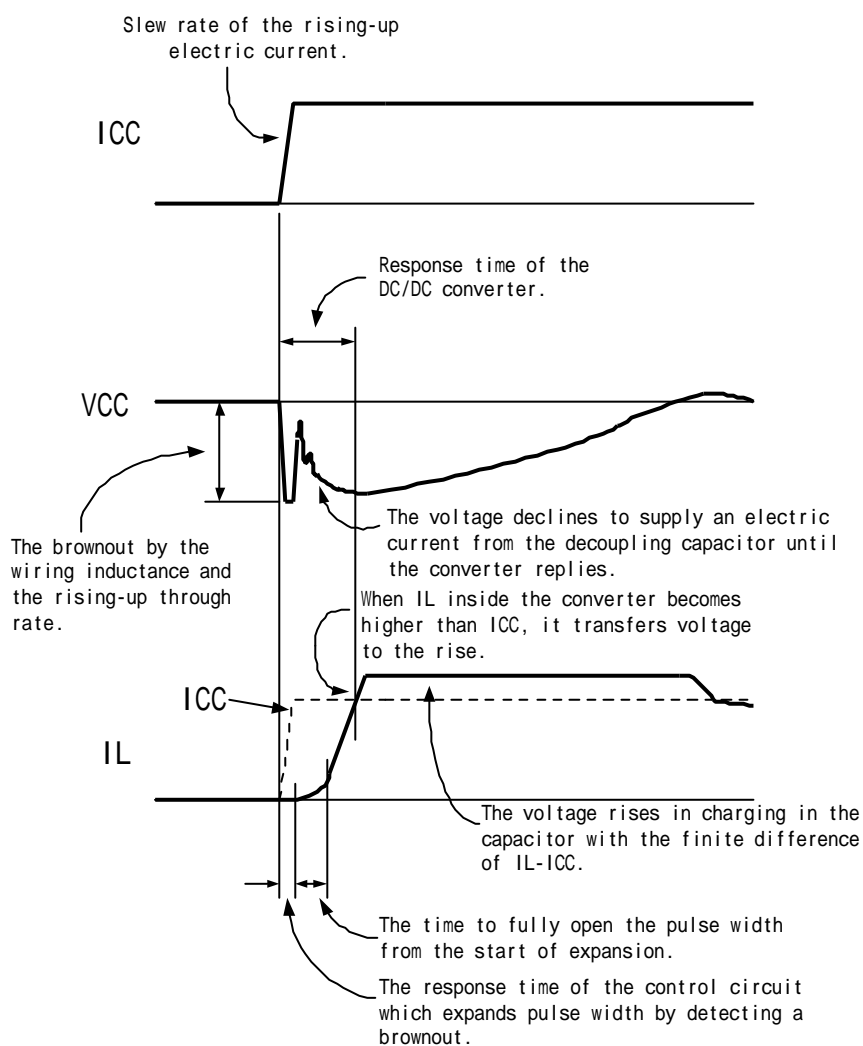 Slew rate of the rising-up
electric current.
ICC
Response time of the
DC/DC converter.
VCC
The voltage declines to supply an electric
current from the decoupling capacitor until
the converter replies.
The brownout by the
wiring inductance and
the rising-up through
rate.
When IL inside the converter becomes
higher than ICC, it transfers voltage
to the rise.
ICC
IL
The voltage rises in charging in the
capacitor with the finite difference
of IL-ICC.
The time to fully open the pulse width
from the start of expansion.
The response time of the control circuit
which expands pulse width by detecting a
brownout.